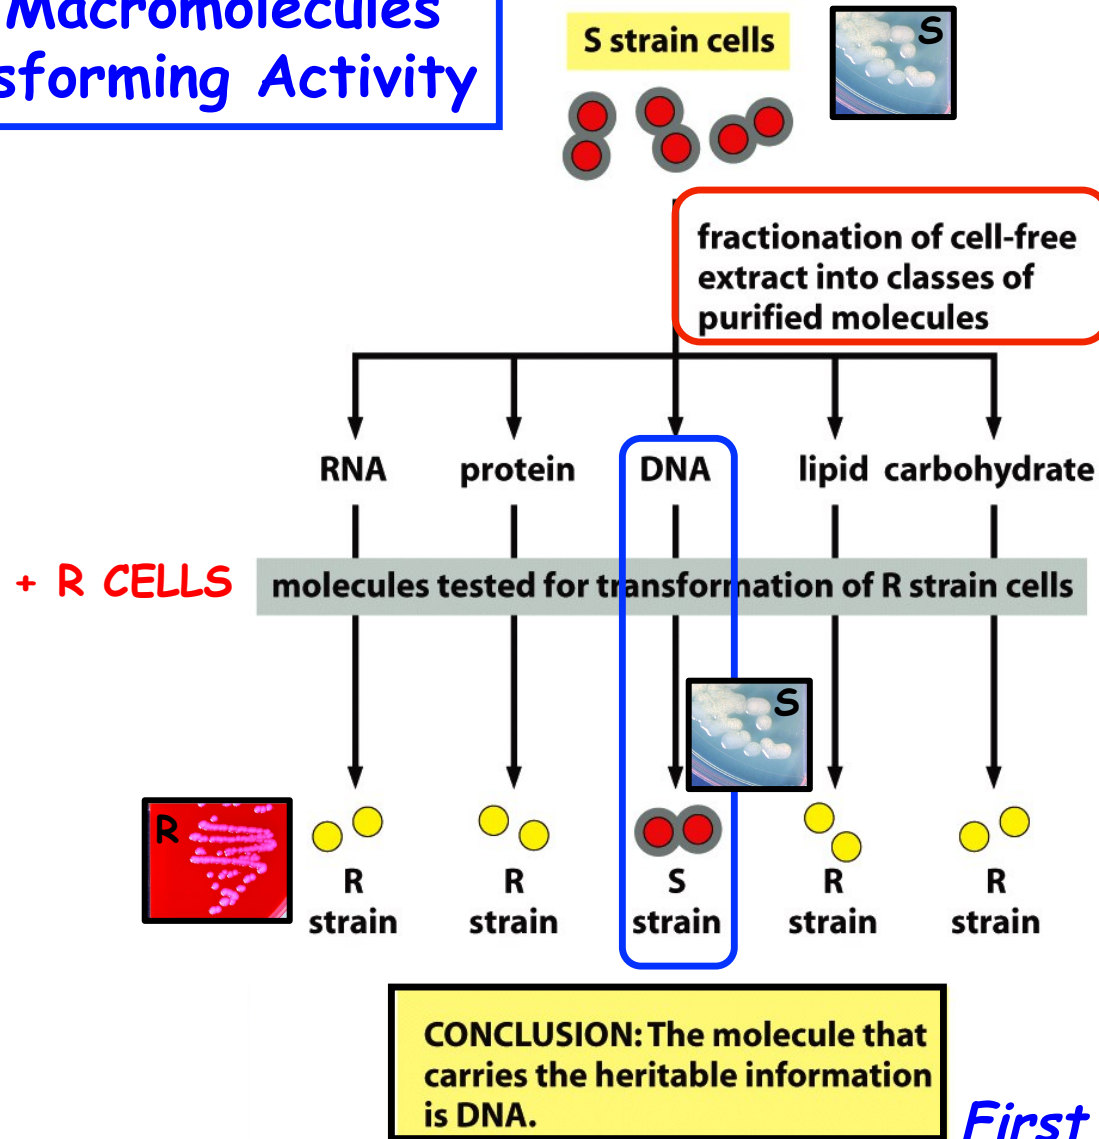 Macromolecules
sforming Activity
S strain cells
S
fractionation of cell-free
extract into classes of
purified molecules
RNA protein DNA lipid carbohydrate
+ R CELLS
molecules tested for transformation of R strain cells
S
R
R strain
R strain
S strain
R strain
R strain
CONCLUSION: The molecule that
carries the heritable information
is DNA.
First